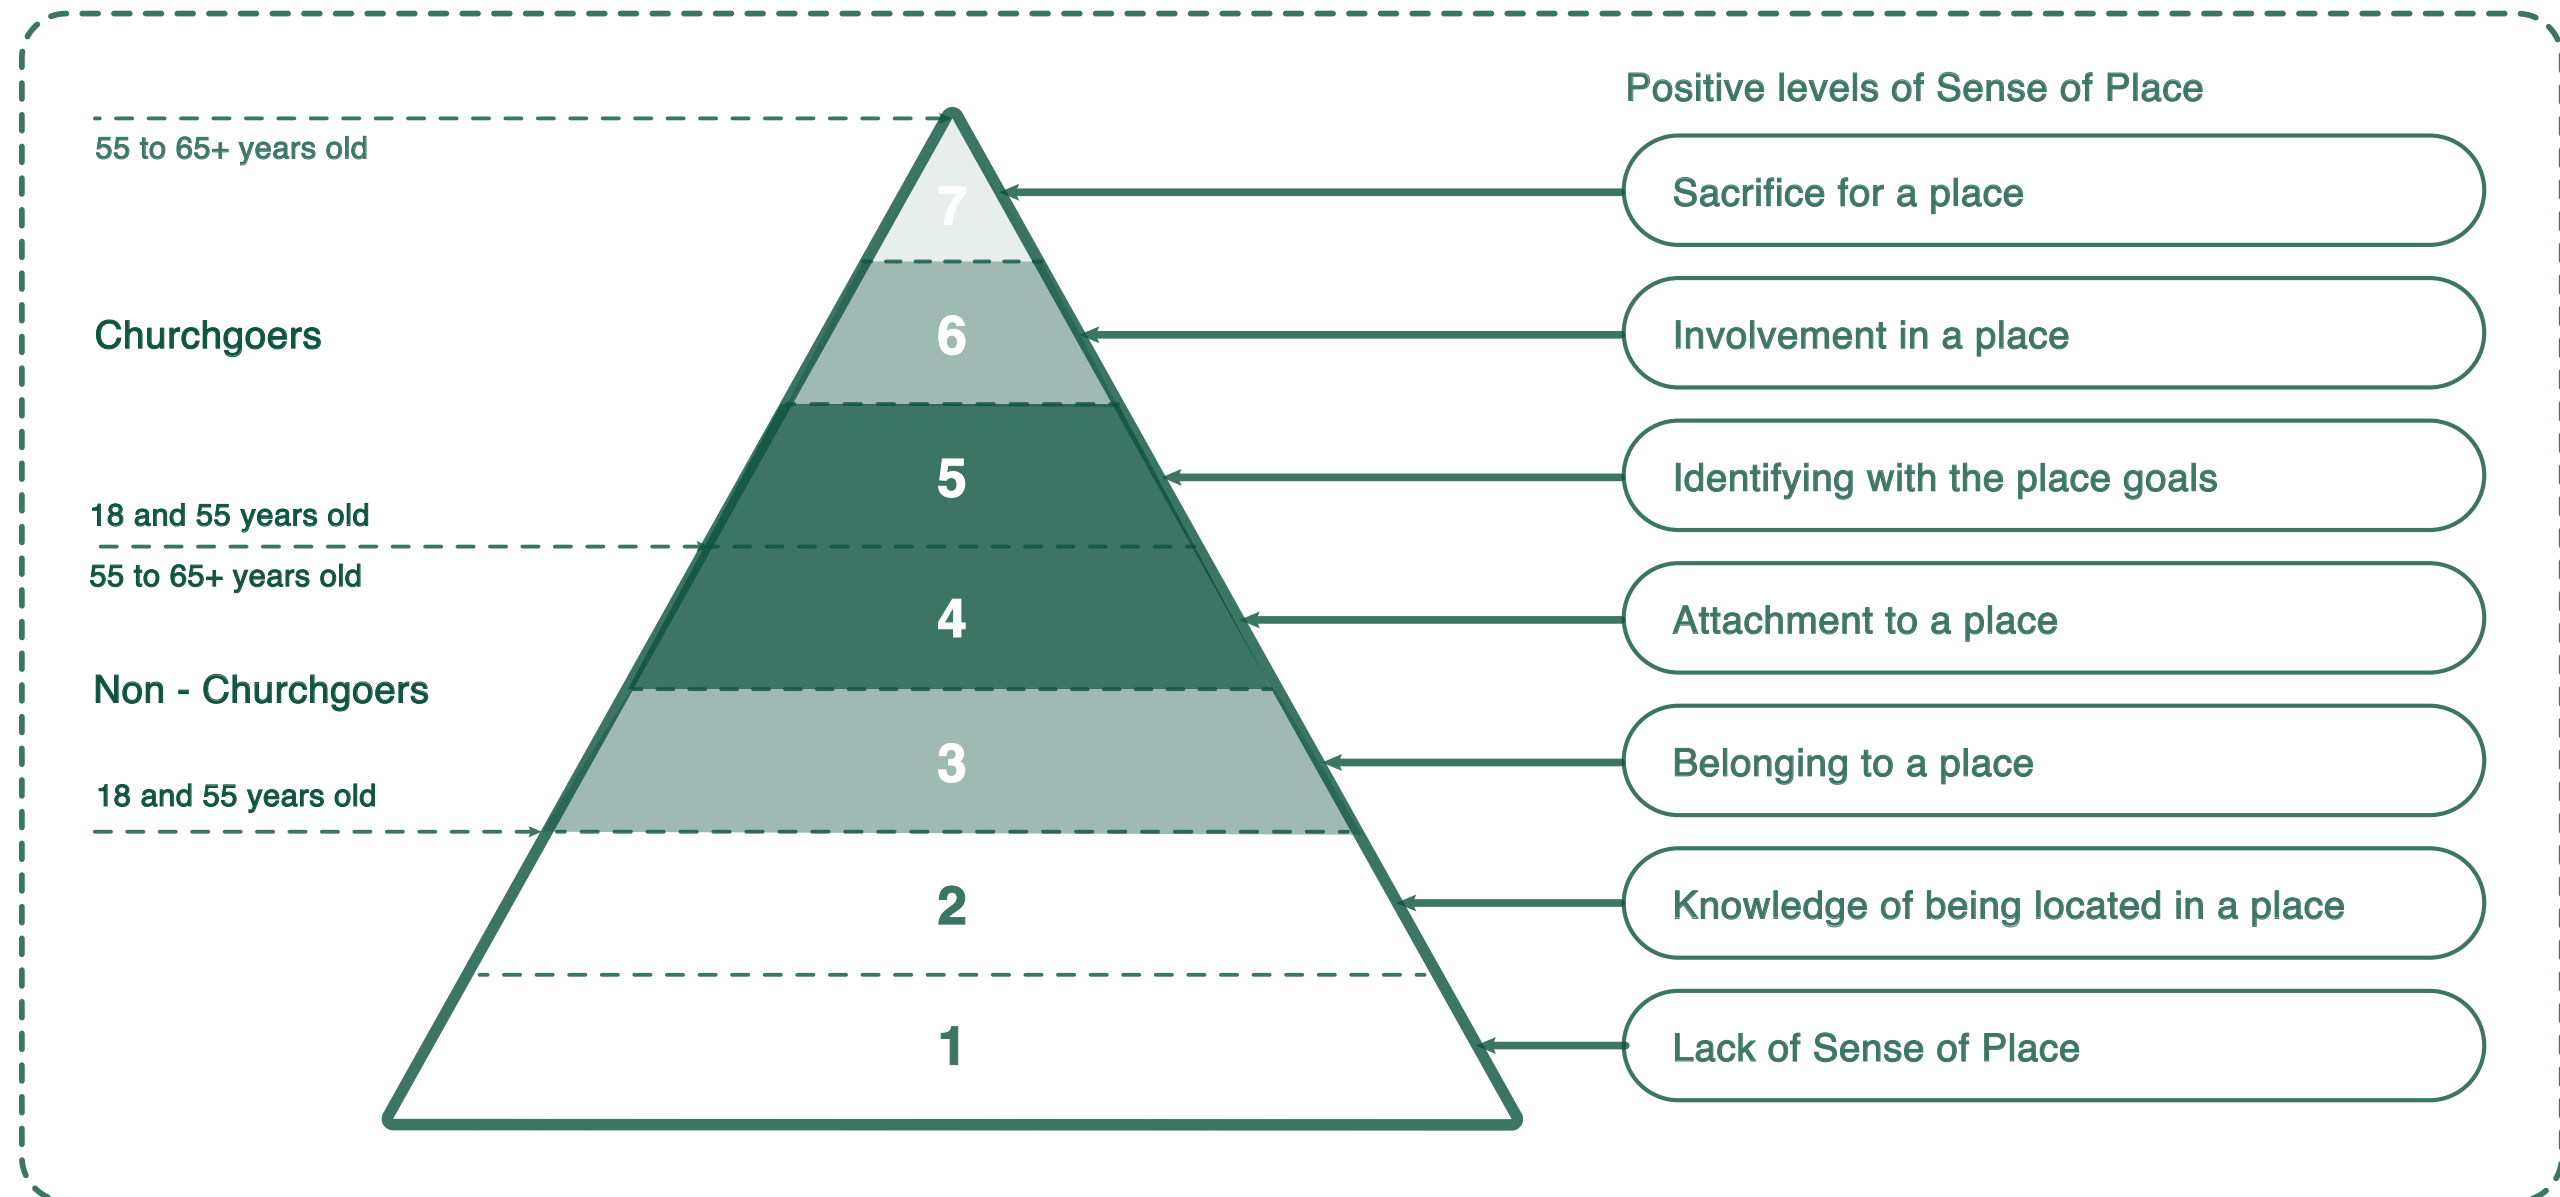 Positive levels of Sense of Place
55 to 65+ years old
7
Sacrifice for a place
Churchgoers
6
Involvement in a place
5
Identifying with the place goals
18 and 55 years old
55 to 65+ years old
4
Attachment to a place
Non - Churchgoers
3
Belonging to a place
18 and 55 years old
2
Knowledge of being located in a place
1
Lack of Sense of Place